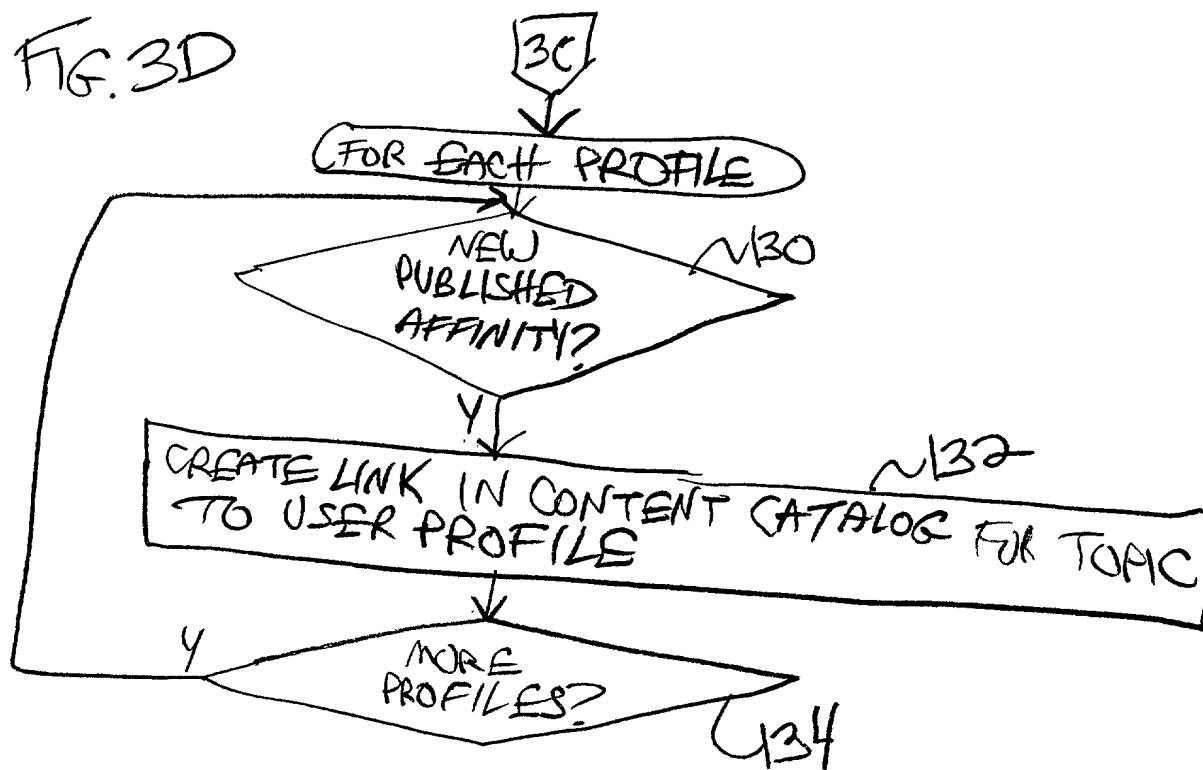 FIG. 3D
3C
FOR EACH PROFILE
NEW
PUBLISHED
AFFINITY?
130
Y
CREATE LINK IN CONTENT CATALOG FOR TOPIC
TO USER PROFILE
132
Y
MORE
PROFILES?
134